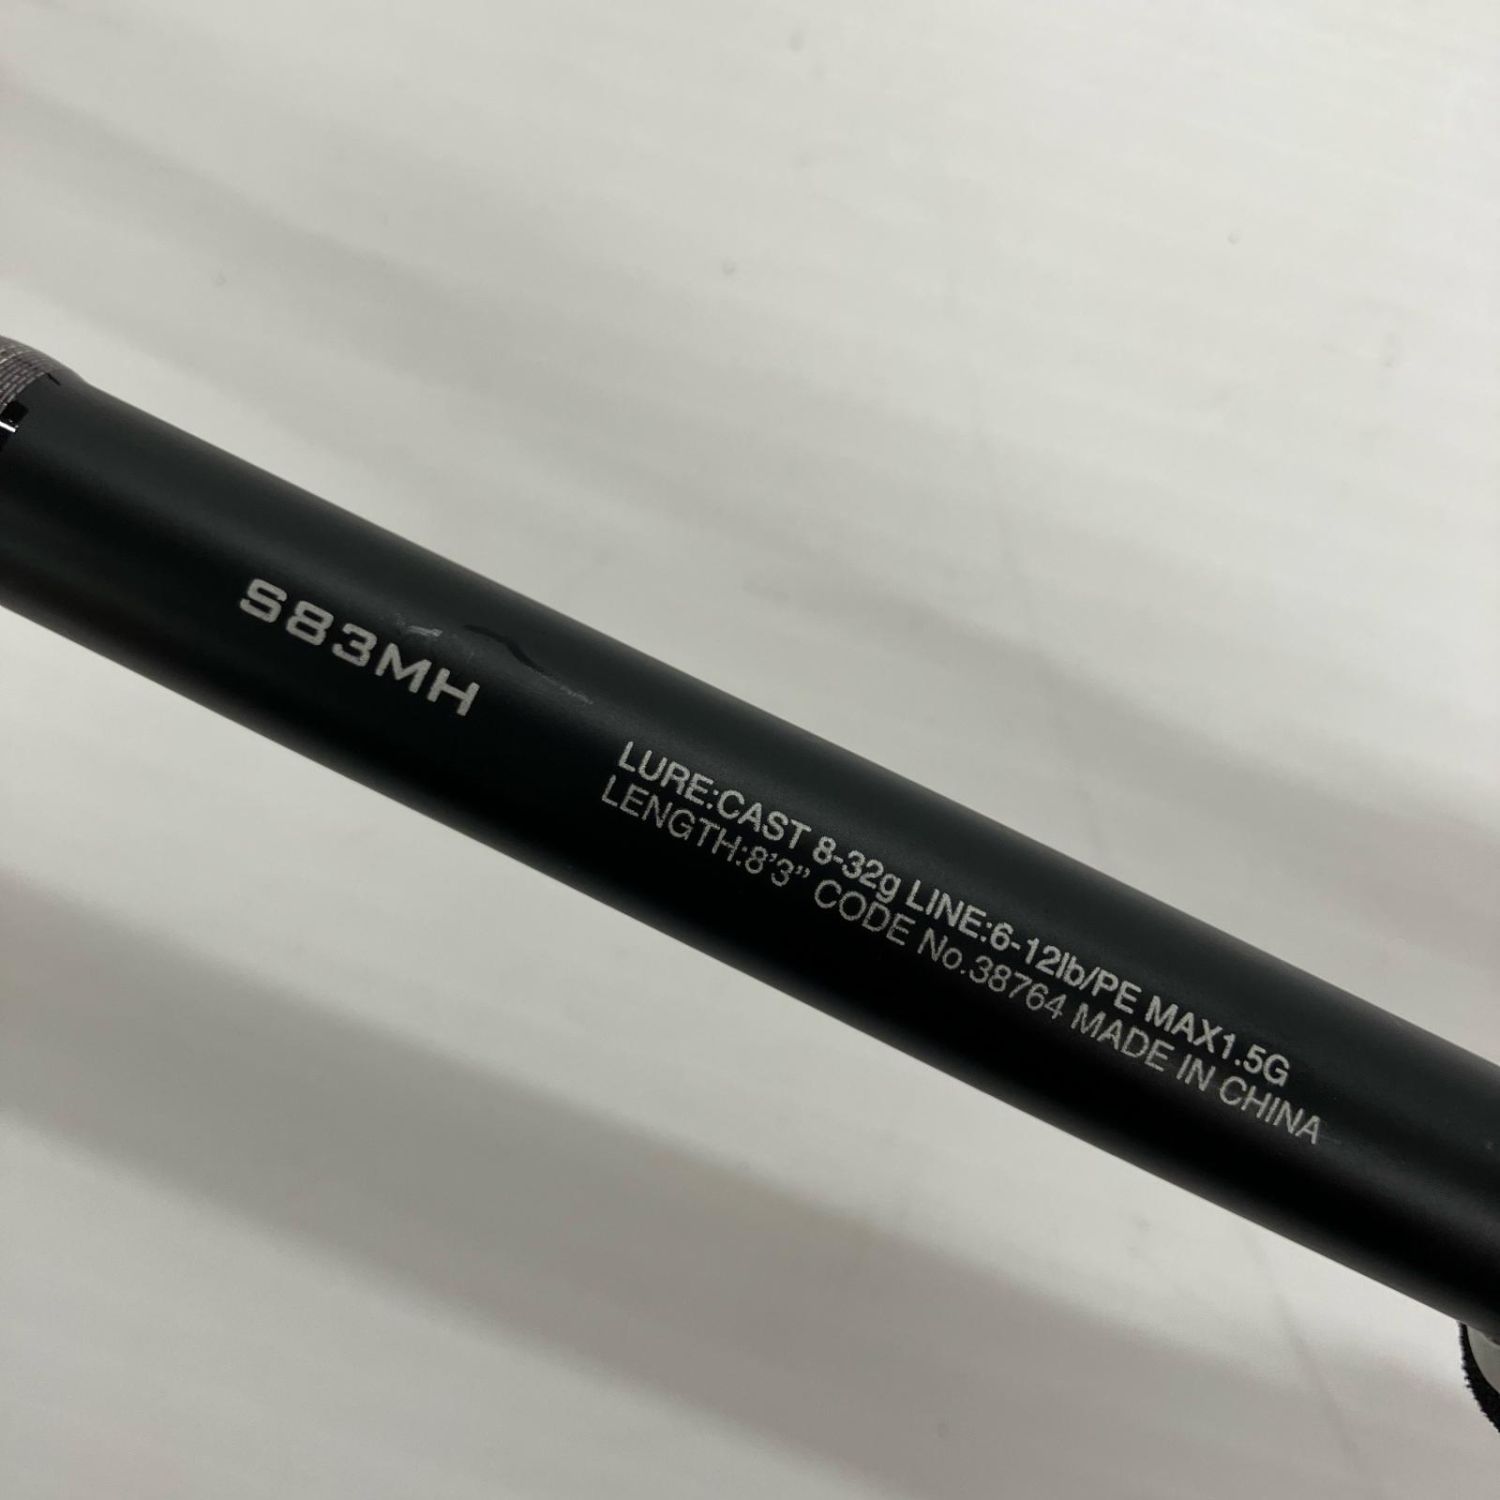 S83MH
LURE:CAST 8-32g LINE:6-12lb/PE MAX1.5G
LENGTH:8'3” CODE No.38764 MADE IN CHINA